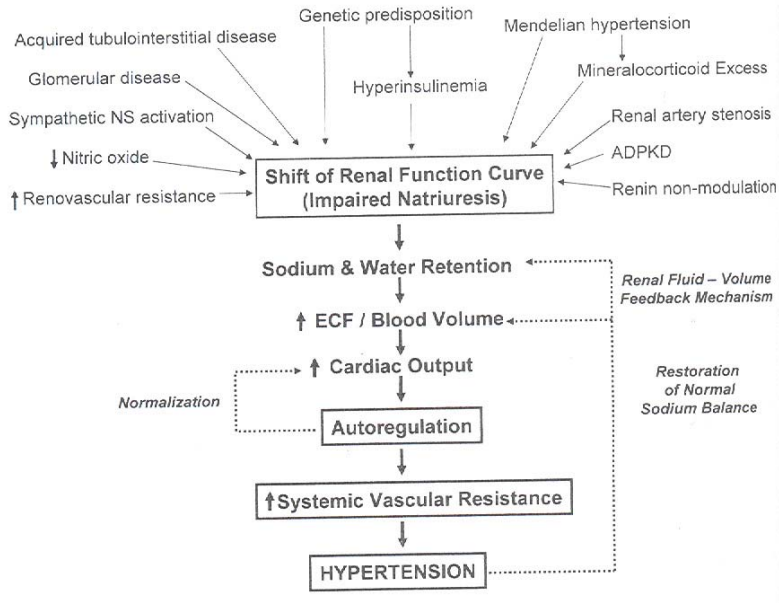 Genetic predisposition
Acquired tubulointerstitial disease
Mendelian hypertension
Glomerular disease
Hyperinsulinemia
Mineralocorticoid Excess
Sympathetic NS activation
Renal artery stenosis
↓ Nitric oxide
ADPKD
↑ Renovascular resistance
Renin non-modulation
Shift of Renal Function Curve
(Impaired Natriuresis)
Sodium & Water Retention
Renal Fluid – Volume
Feedback Mechanism
↑ ECF / Blood Volume
↑ Cardiac Output
Normalization
Restoration
of Normal
Sodium Balance
Autoregulation
↑Systemic Vascular Resistance
HYPERTENSION